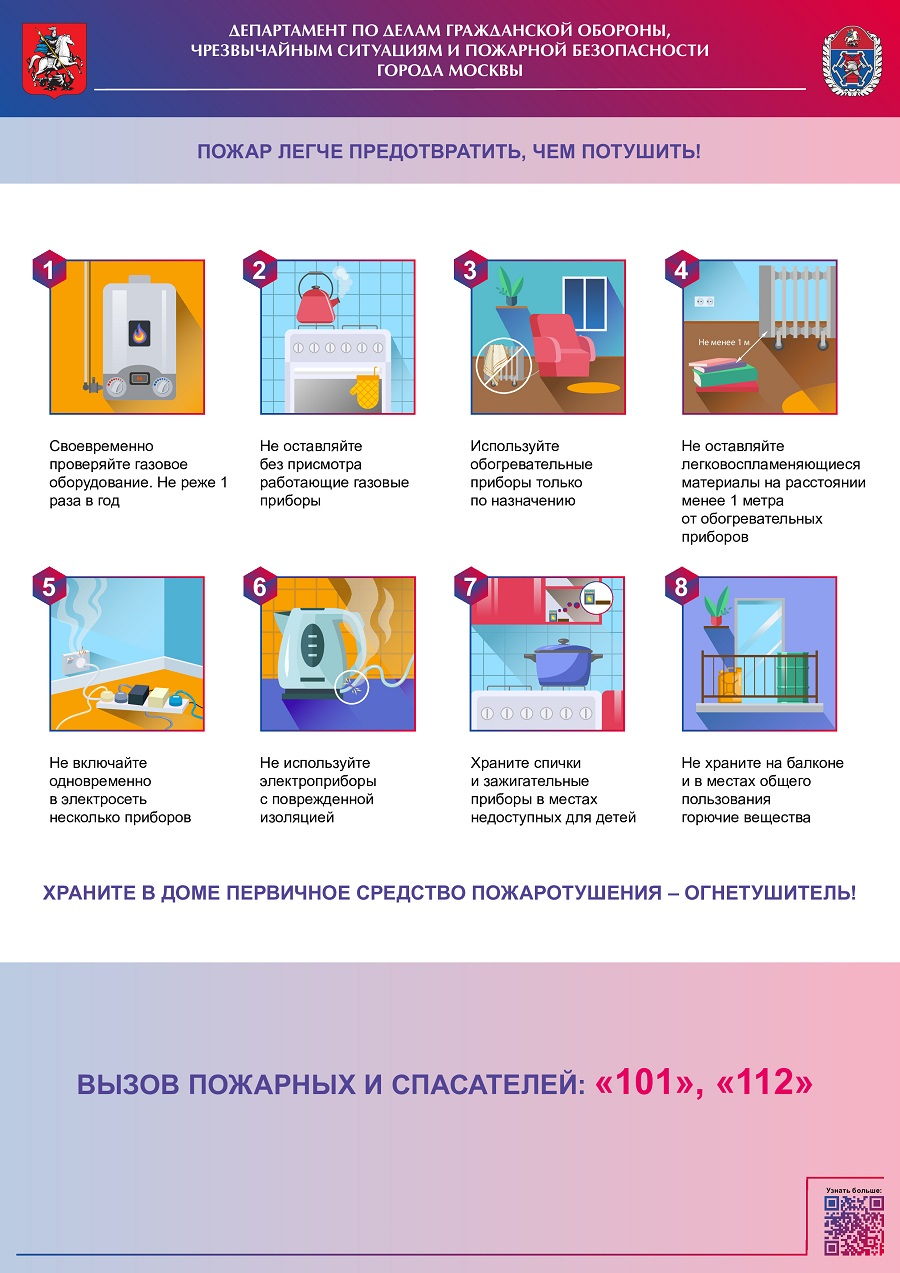 ДЕПАРТАМЕНТ ПО ДЕЛАМ ГРАЖДАНСКОЙ ОБОРОНЫ,
ЧРЕЗВЫЧАЙНЫМ СИТУАЦИЯМ И ПОЖАРНОЙ БЕЗОПАСНОСТИ
ГОРОДА МОСКВЫ
ПОЖАР ЛЕГЧЕ ПРЕДОТВРАТИТЬ, ЧЕМ ПОТУШИТЬ!
1
Своевременно
проверяйте газовое
оборудование. Не реже 1
раза в год
2
Не оставляйте
без присмотра
работающие газовые
приборы
3
Используйте
обогревательные
приборы только
по назначению
4
Не менее 1 м
Не оставляйте
легковоспламеняющиеся
материалы на расстоянии
менее 1 метра
от обогревательных
приборов
5
Не включайте
одновременно
в электросеть
несколько приборов
6
Не используйте
электроприборы
с поврежденной
изоляцией
7
Храните спички
и зажигательные
приборы в местах
недоступных для детей
8
Не храните на балконе
и в местах общего
пользования
горючие вещества
ХРАНИТЕ В ДОМЕ ПЕРВИЧНОЕ СРЕДСТВО ПОЖАРОТУШЕНИЯ – ОГНЕТУШИТЕЛЬ!
ВЫЗОВ ПОЖАРНЫХ И СПАСАТЕЛЕЙ: «101», «112»
Узнать больше: